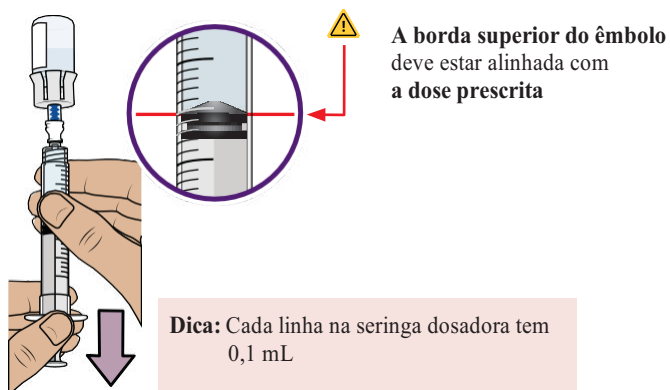 A borda superior do êmbolo
deve estar alinhada com
a dose prescrita
Dica: Cada linha na seringa dosadora tem
0,1 mL